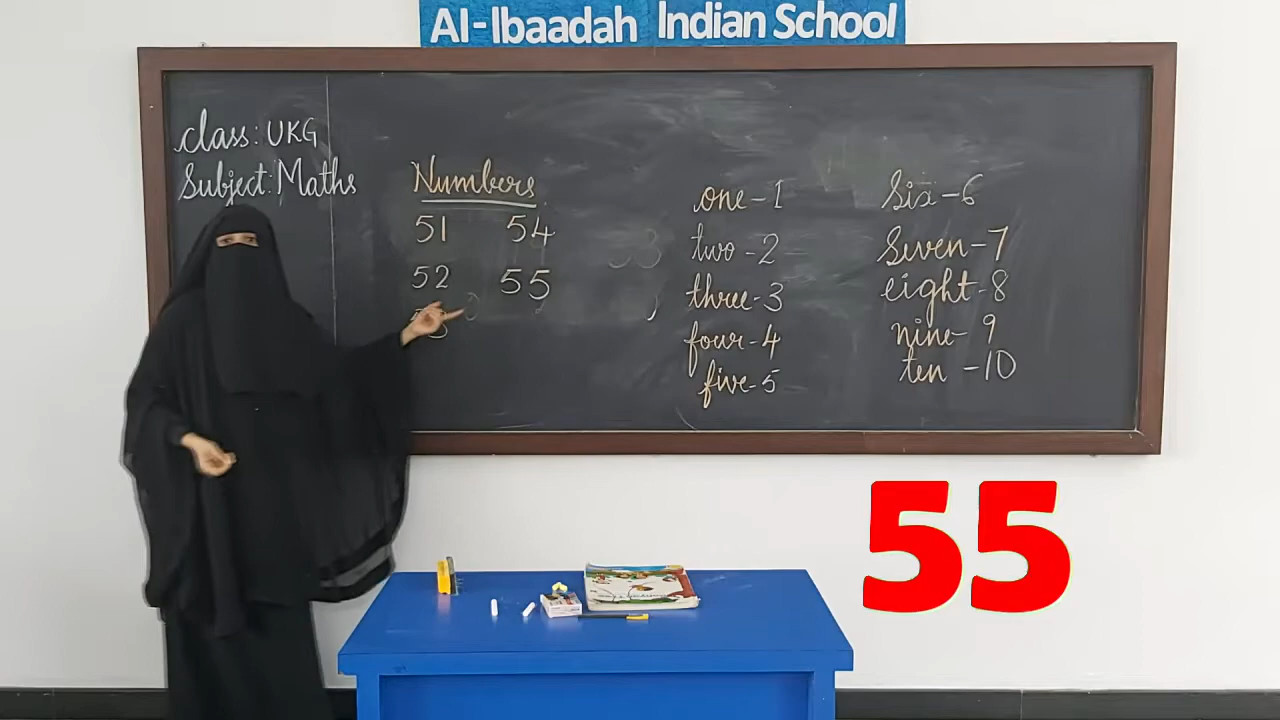 Al-Ibaadah Indian School
class: UKG
Subject: Maths
Numbers
51 54
52 55
one-1
two-2
three-3
four-4
five-5
Six-6
Seven-7
eight-8
nine-9
ten-10
55